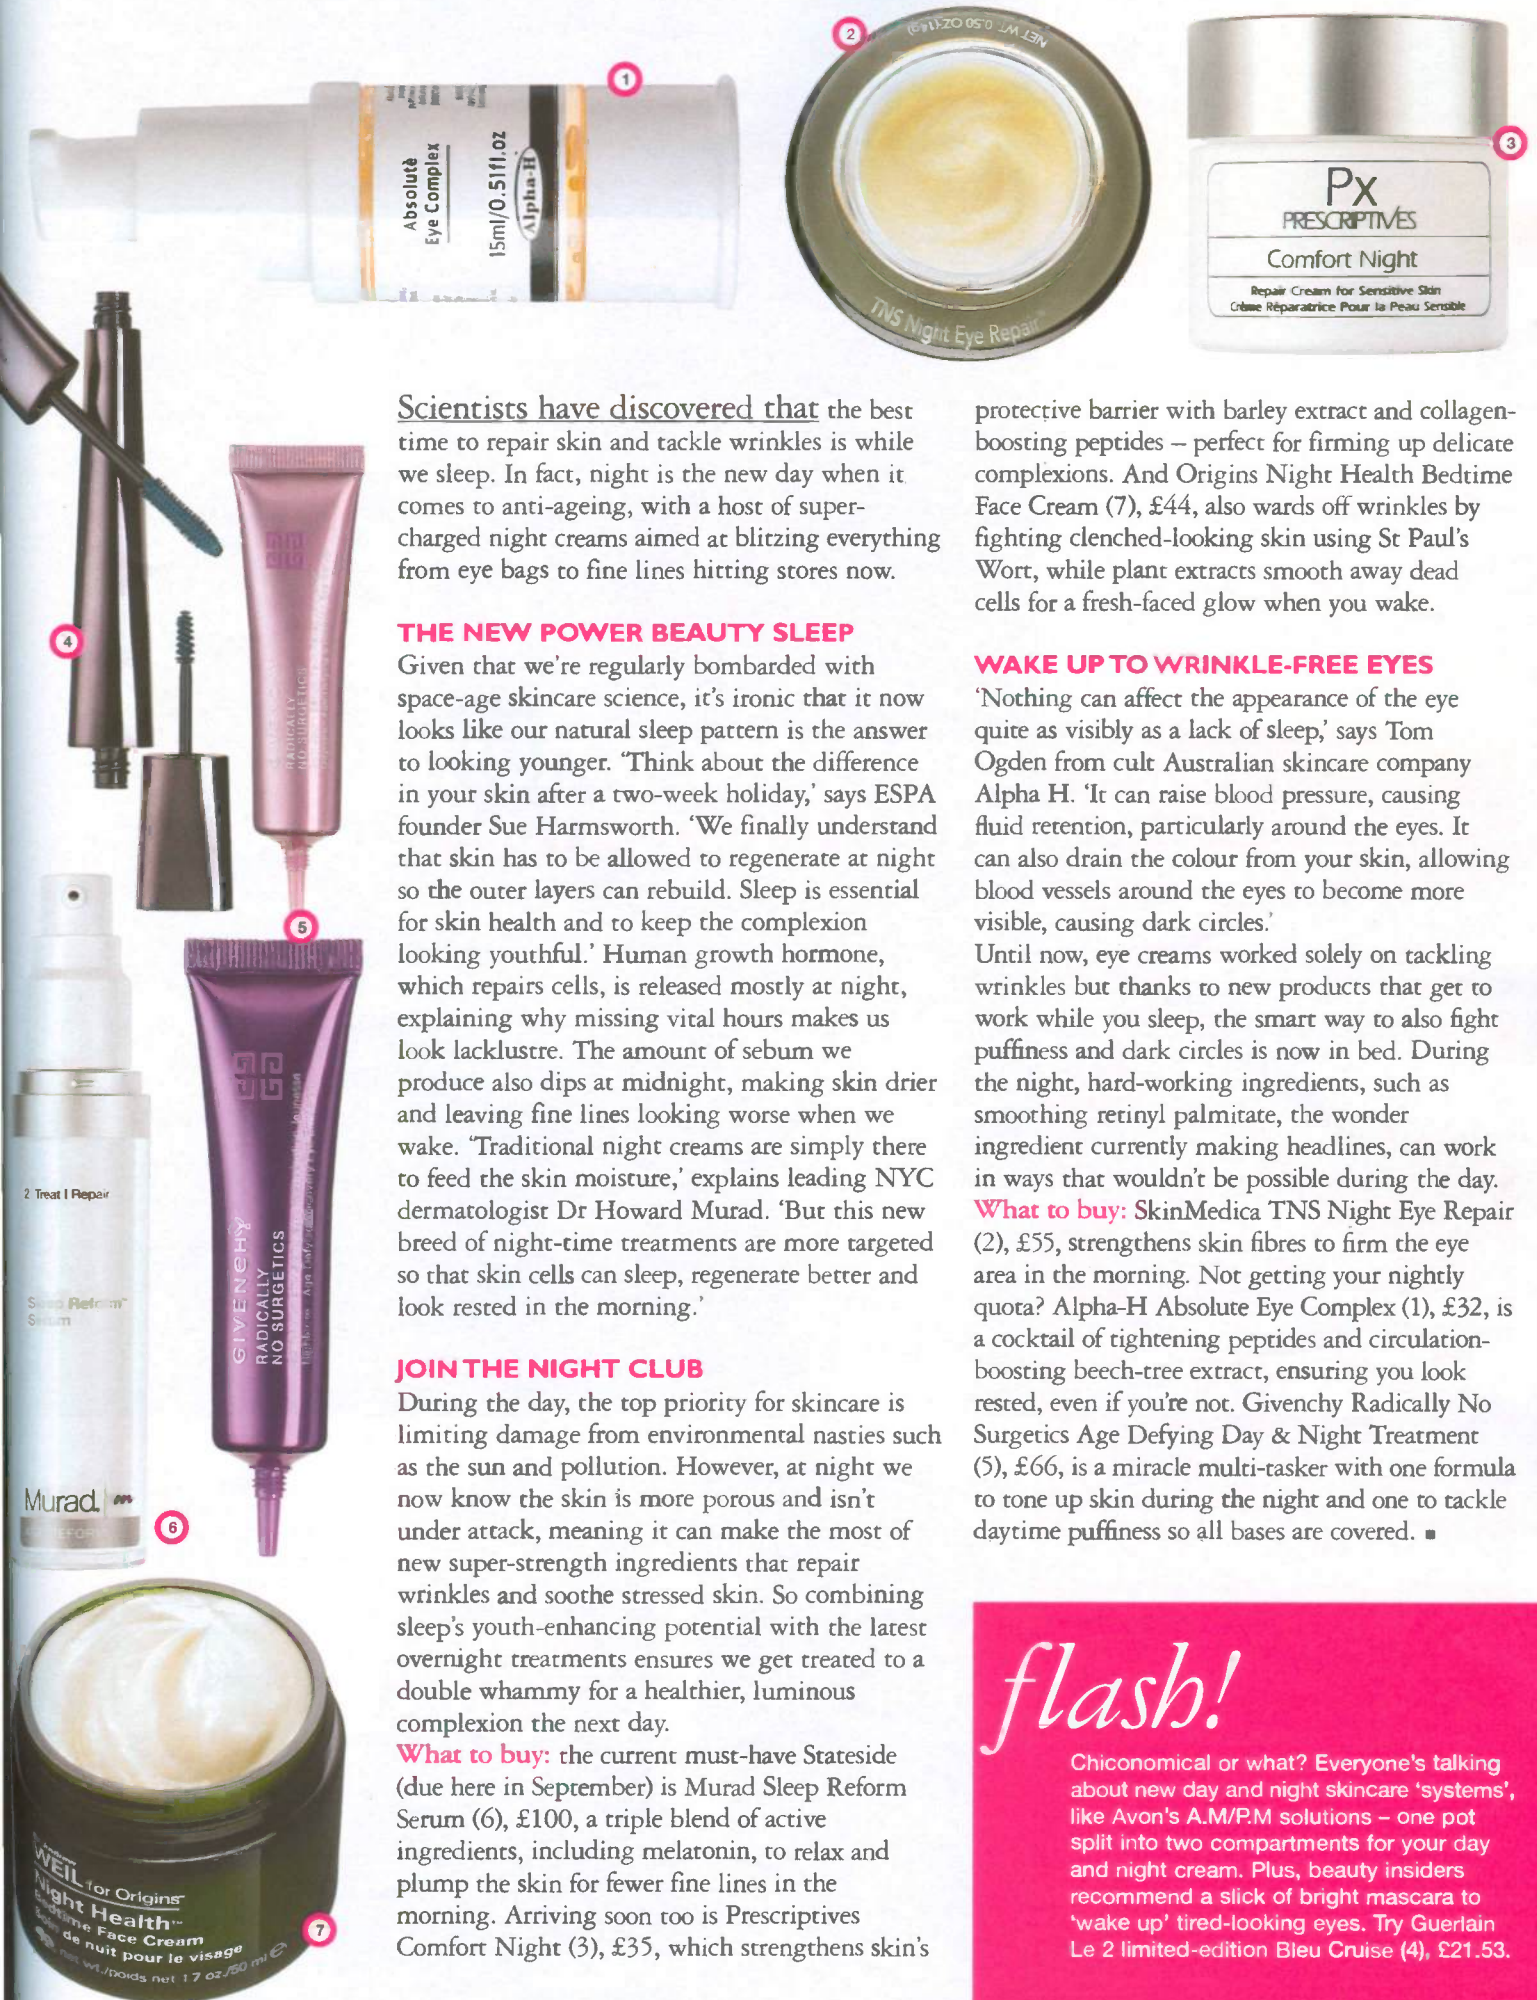 1
Absolutè
Eye Complex
15ml/0.51fl.oz
Alpha-H
2
NET WT. 0.50 OZ-(14g)
TNS Night Eye Repair
3
Px
PRESCRIPTIVES
Comfort Night
Repair Cream for Sensitive Skin
Crème Réparatrice Pour la Peau Sensible
4
RADICALLY
NO SURGETICS
5
GIVENCHY
RADICALLY
NO SURGETICS
2 Treat | Repair
Sleep Reform™
Serum
Murad.
6
WEIL for Origins™
Night Health™
Bedtime Face Cream
Soin de nuit pour le visage
net wt./poids net 1 7 oz./50 ml e
7
Scientists have discovered that the best
time to repair skin and tackle wrinkles is while
we sleep. In fact, night is the new day when it
comes to anti-ageing, with a host of super-
charged night creams aimed at blitzing everything
from eye bags to fine lines hitting stores now.
THE NEW POWER BEAUTY SLEEP
Given that we're regularly bombarded with
space-age skincare science, it's ironic that it now
looks like our natural sleep pattern is the answer
to looking younger. 'Think about the difference
in your skin after a two-week holiday,' says ESPA
founder Sue Harmsworth. 'We finally understand
that skin has to be allowed to regenerate at night
so the outer layers can rebuild. Sleep is essential
for skin health and to keep the complexion
looking youthful.' Human growth hormone,
which repairs cells, is released mostly at night,
explaining why missing vital hours makes us
look lacklustre. The amount of sebum we
produce also dips at midnight, making skin drier
and leaving fine lines looking worse when we
wake. 'Traditional night creams are simply there
to feed the skin moisture,' explains leading NYC
dermatologist Dr Howard Murad. 'But this new
breed of night-time treatments are more targeted
so that skin cells can sleep, regenerate better and
look rested in the morning.'
JOIN THE NIGHT CLUB
During the day, the top priority for skincare is
limiting damage from environmental nasties such
as the sun and pollution. However, at night we
now know the skin is more porous and isn't
under attack, meaning it can make the most of
new super-strength ingredients that repair
wrinkles and soothe stressed skin. So combining
sleep's youth-enhancing potential with the latest
overnight treatments ensures we get treated to a
double whammy for a healthier, luminous
complexion the next day.
What to buy: the current must-have Stateside
(due here in September) is Murad Sleep Reform
Serum (6), £100, a triple blend of active
ingredients, including melatonin, to relax and
plump the skin for fewer fine lines in the
morning. Arriving soon too is Prescriptives
Comfort Night (3), £35, which strengthens skin's
protective barrier with barley extract and collagen-
boosting peptides – perfect for firming up delicate
complexions. And Origins Night Health Bedtime
Face Cream (7), £44, also wards off wrinkles by
fighting clenched-looking skin using St Paul's
Wort, while plant extracts smooth away dead
cells for a fresh-faced glow when you wake.
WAKE UP TO WRINKLE-FREE EYES
'Nothing can affect the appearance of the eye
quite as visibly as a lack of sleep,' says Tom
Ogden from cult Australian skincare company
Alpha H. 'It can raise blood pressure, causing
fluid retention, particularly around the eyes. It
can also drain the colour from your skin, allowing
blood vessels around the eyes to become more
visible, causing dark circles.'
Until now, eye creams worked solely on tackling
wrinkles but thanks to new products that get to
work while you sleep, the smart way to also fight
puffiness and dark circles is now in bed. During
the night, hard-working ingredients, such as
smoothing retinyl palmitate, the wonder
ingredient currently making headlines, can work
in ways that wouldn't be possible during the day.
What to buy: SkinMedica TNS Night Eye Repair
(2), £55, strengthens skin fibres to firm the eye
area in the morning. Not getting your nightly
quota? Alpha-H Absolute Eye Complex (1), £32, is
a cocktail of tightening peptides and circulation-
boosting beech-tree extract, ensuring you look
rested, even if you're not. Givenchy Radically No
Surgetics Age Defying Day & Night Treatment
(5), £66, is a miracle multi-tasker with one formula
to tone up skin during the night and one to tackle
daytime puffiness so all bases are covered. ■
flash!
Chiconomical or what? Everyone's talking
about new day and night skincare 'systems',
like Avon's A.M/P.M solutions – one pot
split into two compartments for your day
and night cream. Plus, beauty insiders
recommend a slick of bright mascara to
'wake up' tired-looking eyes. Try Guerlain
Le 2 limited-edition Bleu Cruise (4), £21.53.